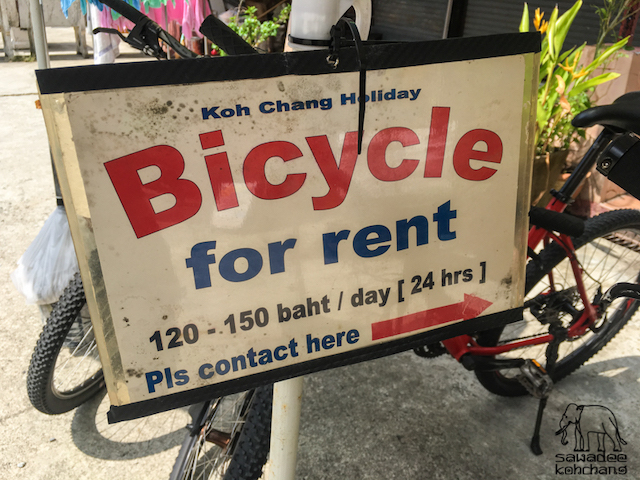 Koh Chang Holiday
Bicycle
for rent
120 - 150 baht / day [ 24 hrs ]
Pls contact here
sawadee
kohchang